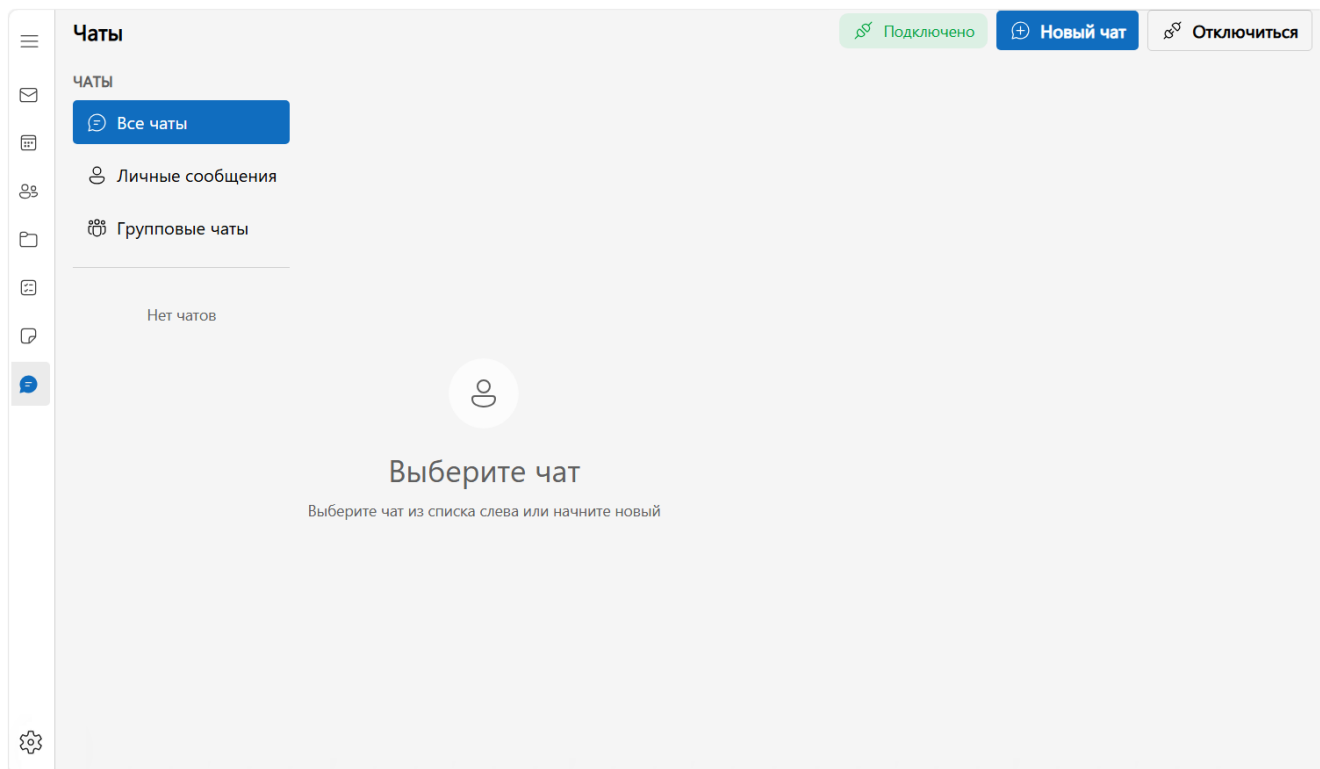 Чаты
Подключено
Новый чат
Отключиться
ЧАТЫ
Все чаты
Личные сообщения
Групповые чаты
Нет чатов
Выберите чат
Выберите чат из списка слева или начните новый